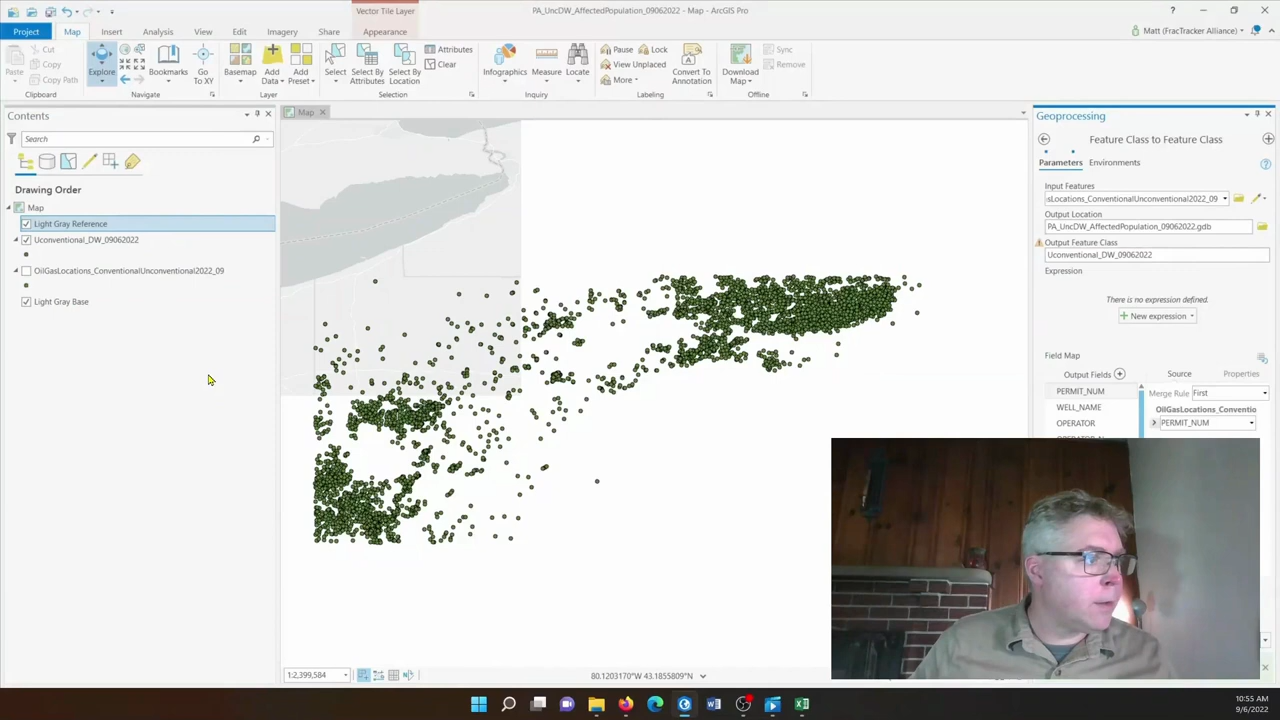 Vector Tile Layer
PA_UncDW_AffectedPopulation_09062022 - Map - ArcGIS Pro
Project Map Insert Analysis View Edit Imagery Share Appearance
Matt (FracTracker Alliance)
Paste
Cut
Copy
Copy Path
Clipboard
Explore
Bookmarks
Go To XY
Navigate
Basemap
Add Data
Add Preset
Layer
Select
Select By Attributes
Select By Location
Attributes
Clear
Selection
Infographics
Measure
Locate
Inquiry
Pause
Lock
View Unplaced
More
Convert To Annotation
Labeling
Download Map
Sync
Remove
Offline
Contents
Search
Drawing Order
Map
Light Gray Reference
Uconventional_DW_09062022
OilGasLocations_ConventionalUnconventional2022_09
Light Gray Base
Map
1:2,399,584
80.1203170°W 43.1855809°N
Geoprocessing
Feature Class to Feature Class
Parameters Environments
Input Features
sLocations_ConventionalUnconventional2022_09
Output Location
PA_UncDW_AffectedPopulation_09062022.gdb
Output Feature Class
Uconventional_DW_09062022
Expression
There is no expression defined.
New expression
Field Map
Output Fields
Source
Properties
PERMIT_NUM
WELL_NAME
OPERATOR
Merge Rule First
OilGasLocations_Conventio
PERMIT_NUM
10:55 AM
9/6/2022